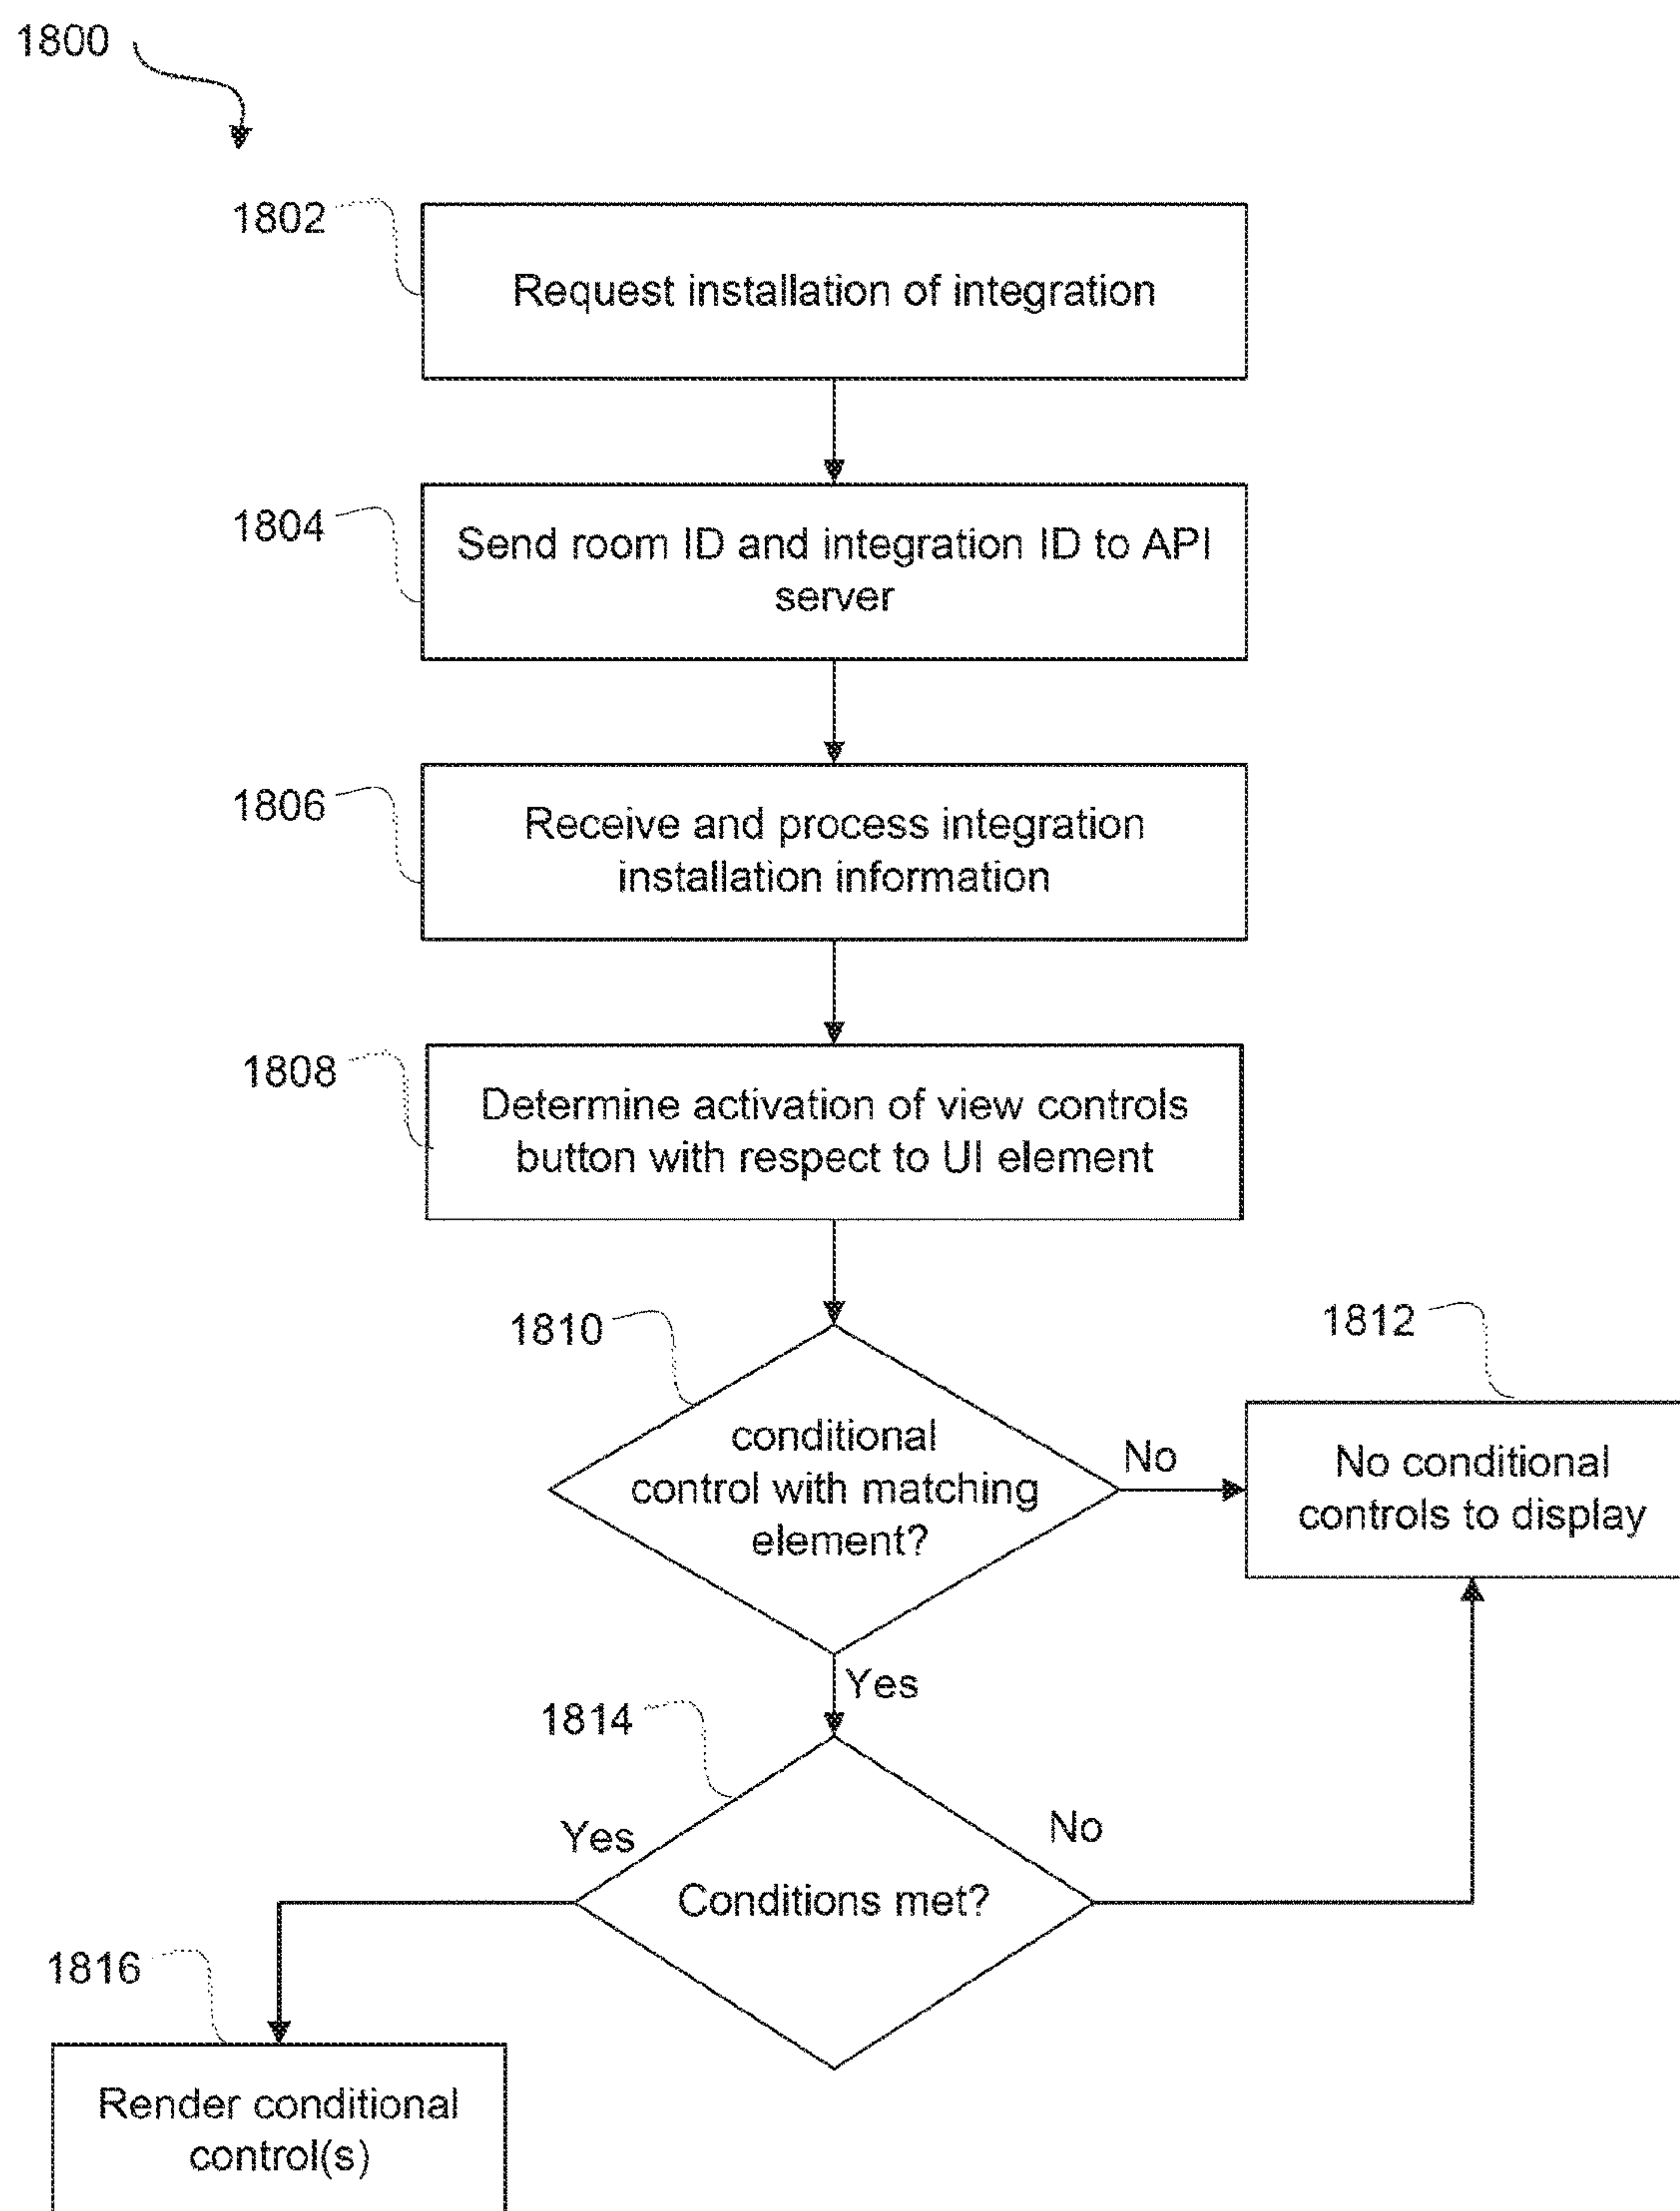 1800
1802
Request installation of integration
1804
Send room ID and integration ID to API
server
1806
Receive and process integration
installation information
1808
Determine activation of view controls
button with respect to UI element
1810
conditional
control with matching
element?
No
1812
No conditional
controls to display
Yes
1814
Yes
Conditions met?
No
1816
Render conditional
control(s)